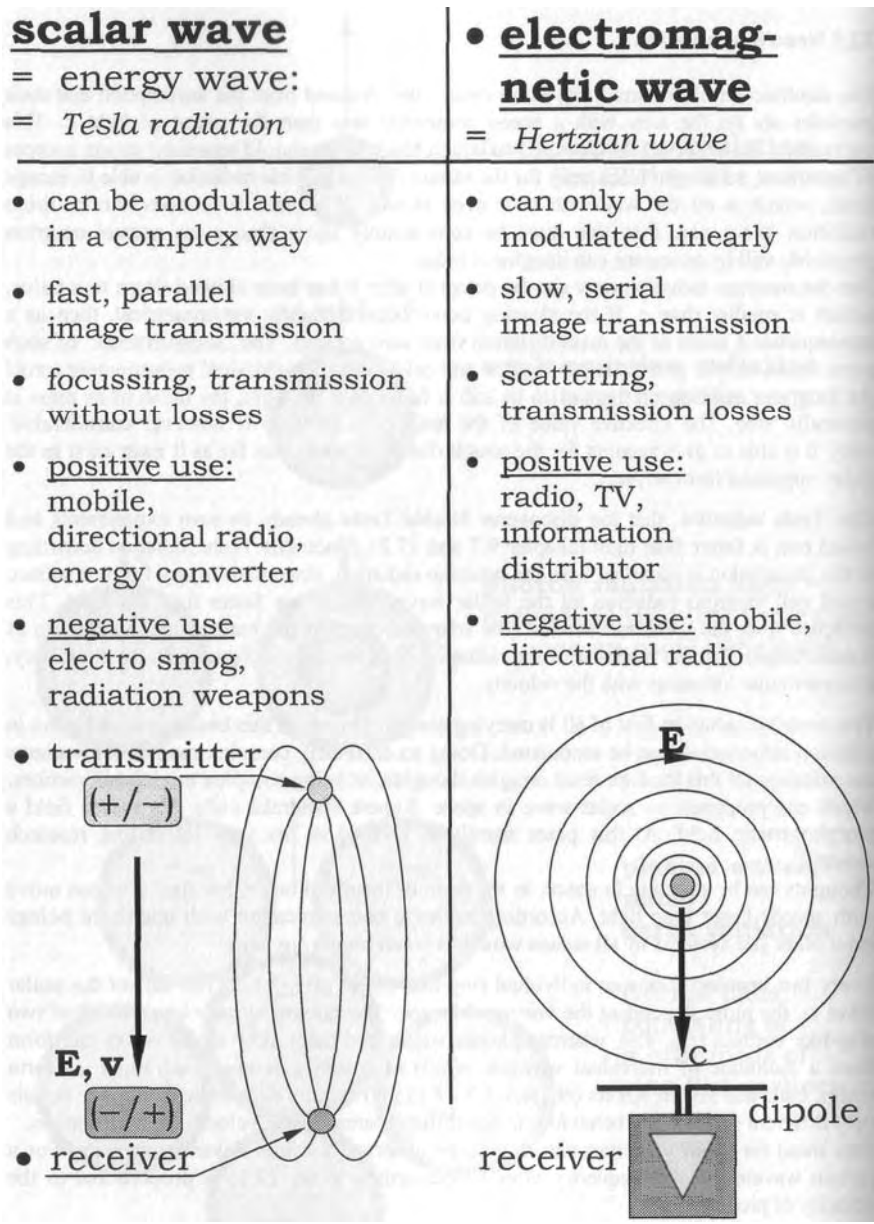 scalar wave
= energy wave:
= Tesla radiation
• can be modulated
in a complex way
• fast, parallel
image transmission
• focussing, transmission
without losses
• positive use:
mobile,
directional radio,
energy converter
• negative use
electro smog,
radiation weapons
• transmitter
(+/−)
E, v
(−/+)
• receiver
• electromag-
netic wave
= Hertzian wave
• can only be
modulated linearly
• slow, serial
image transmission
• scattering,
transmission losses
• positive use:
radio, TV,
information
distributor
• negative use: mobile,
directional radio
E
c
dipole
receiver